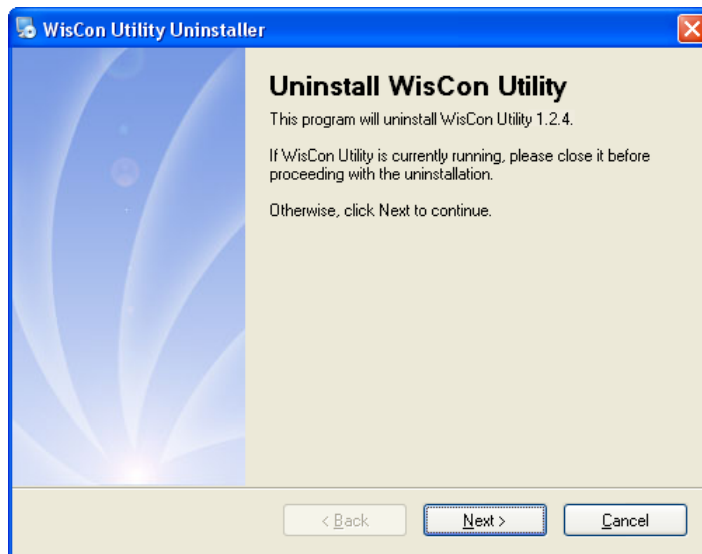 WisCon Utility Uninstaller
Uninstall WisCon Utility
This program will uninstall WisCon Utility 1.2.4.
If WisCon Utility is currently running, please close it before
proceeding with the uninstallation.
Otherwise, click Next to continue.
< Back
Next >
Cancel